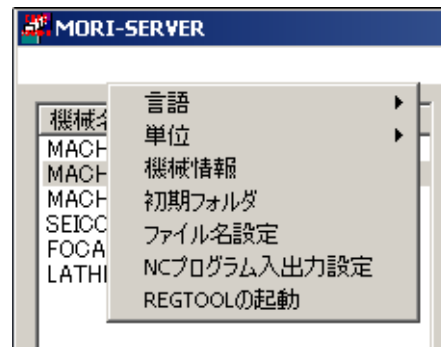 MORI-SERVER
機械名
言語
単位
機械情報
初期フォルダ
ファイル名設定
NCプログラム入出力設定
REGTOOLの起動
MACH
MACH
MACH
SEICO
FOCA
LATH